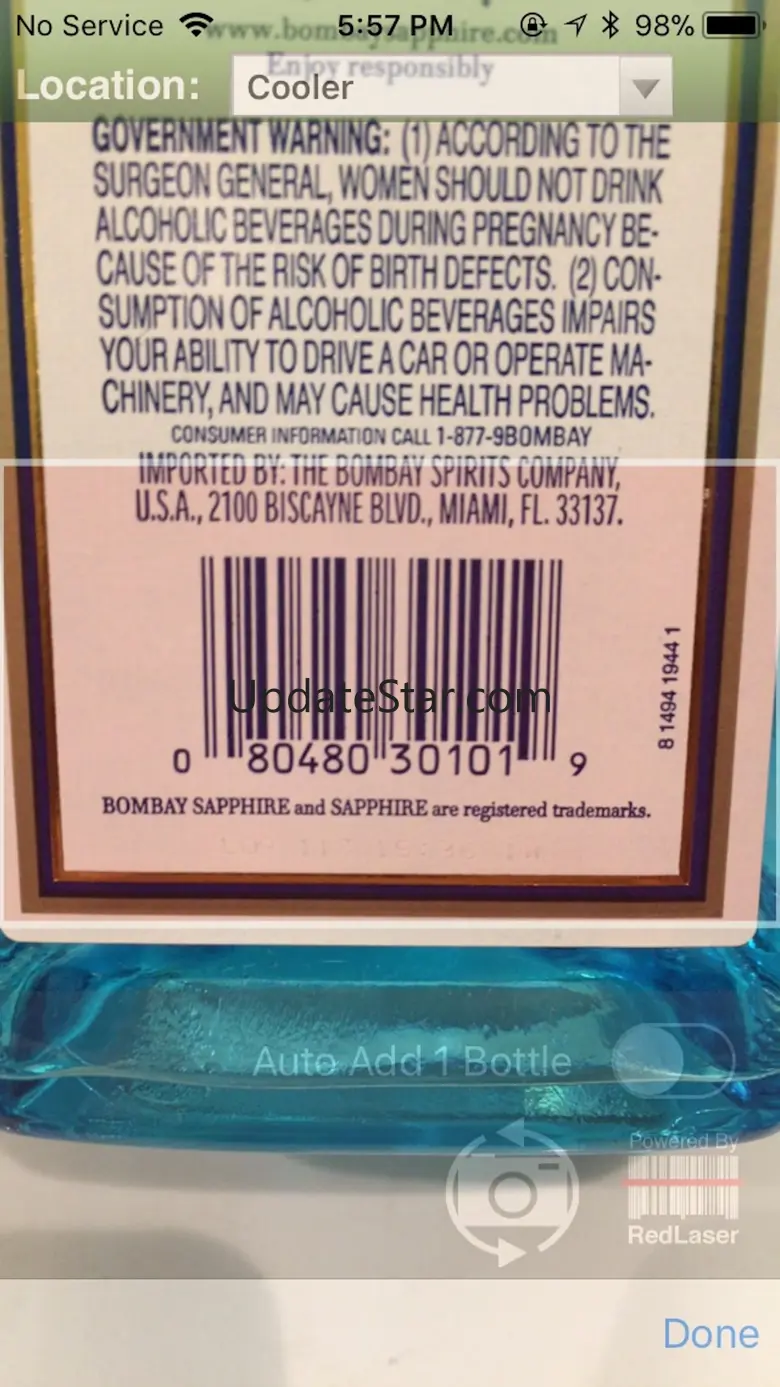 No Service 5:57 PM 98%
www.bombaysapphire.com
Enjoy responsibly
Location: Cooler
GOVERNMENT WARNING: (1) ACCORDING TO THE
SURGEON GENERAL, WOMEN SHOULD NOT DRINK
ALCOHOLIC BEVERAGES DURING PREGNANCY BE-
CAUSE OF THE RISK OF BIRTH DEFECTS. (2) CON-
SUMPTION OF ALCOHOLIC BEVERAGES IMPAIRS
YOUR ABILITY TO DRIVE A CAR OR OPERATE MA-
CHINERY, AND MAY CAUSE HEALTH PROBLEMS.
CONSUMER INFORMATION CALL 1-877-9BOMBAY
IMPORTED BY: THE BOMBAY SPIRITS COMPANY,
U.S.A., 2100 BISCAYNE BLVD., MIAMI, FL. 33137.
UpdateStar.com
8 1494 1944 1
0 80480 30101 9
BOMBAY SAPPHIRE and SAPPHIRE are registered trademarks.
Auto Add 1 Bottle
Powered By
RedLaser
Done